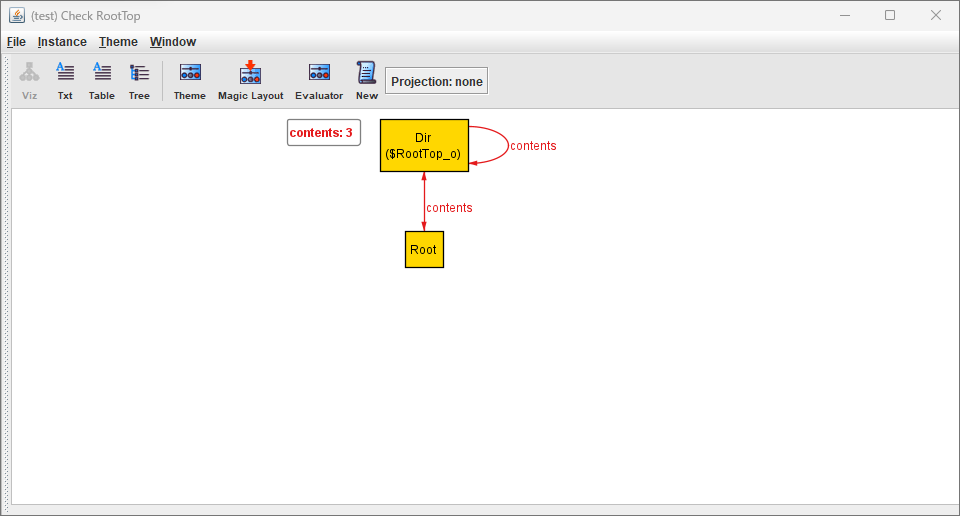 (test) Check RootTop
File Instance Theme Window
Viz Txt Table Tree Theme Magic Layout Evaluator New Projection: none
contents: 3
Dir
($RootTop_o)
contents
contents
Root